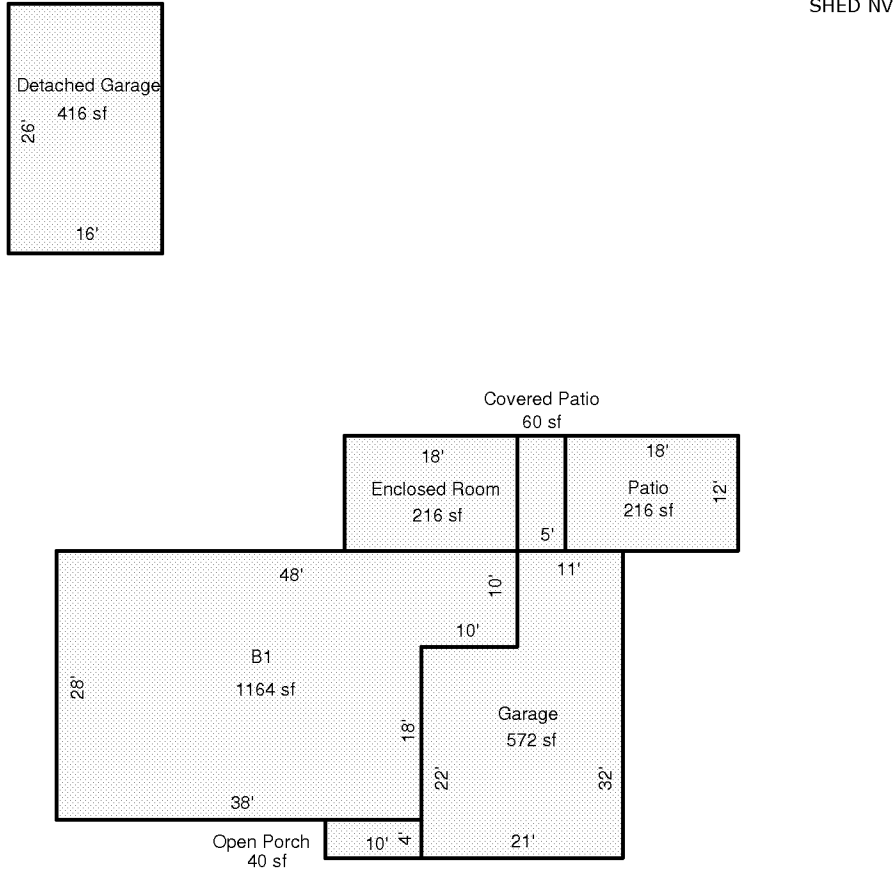 SHED NV
Detached Garage
416 sf
26'
16'
Covered Patio
60 sf
18'
Enclosed Room
216 sf
5'
18'
Patio
216 sf
12'
48'
10'
11'
10'
B1
1164 sf
28'
18'
38'
Garage
572 sf
22'
32'
21'
Open Porch
40 sf
10'
4'